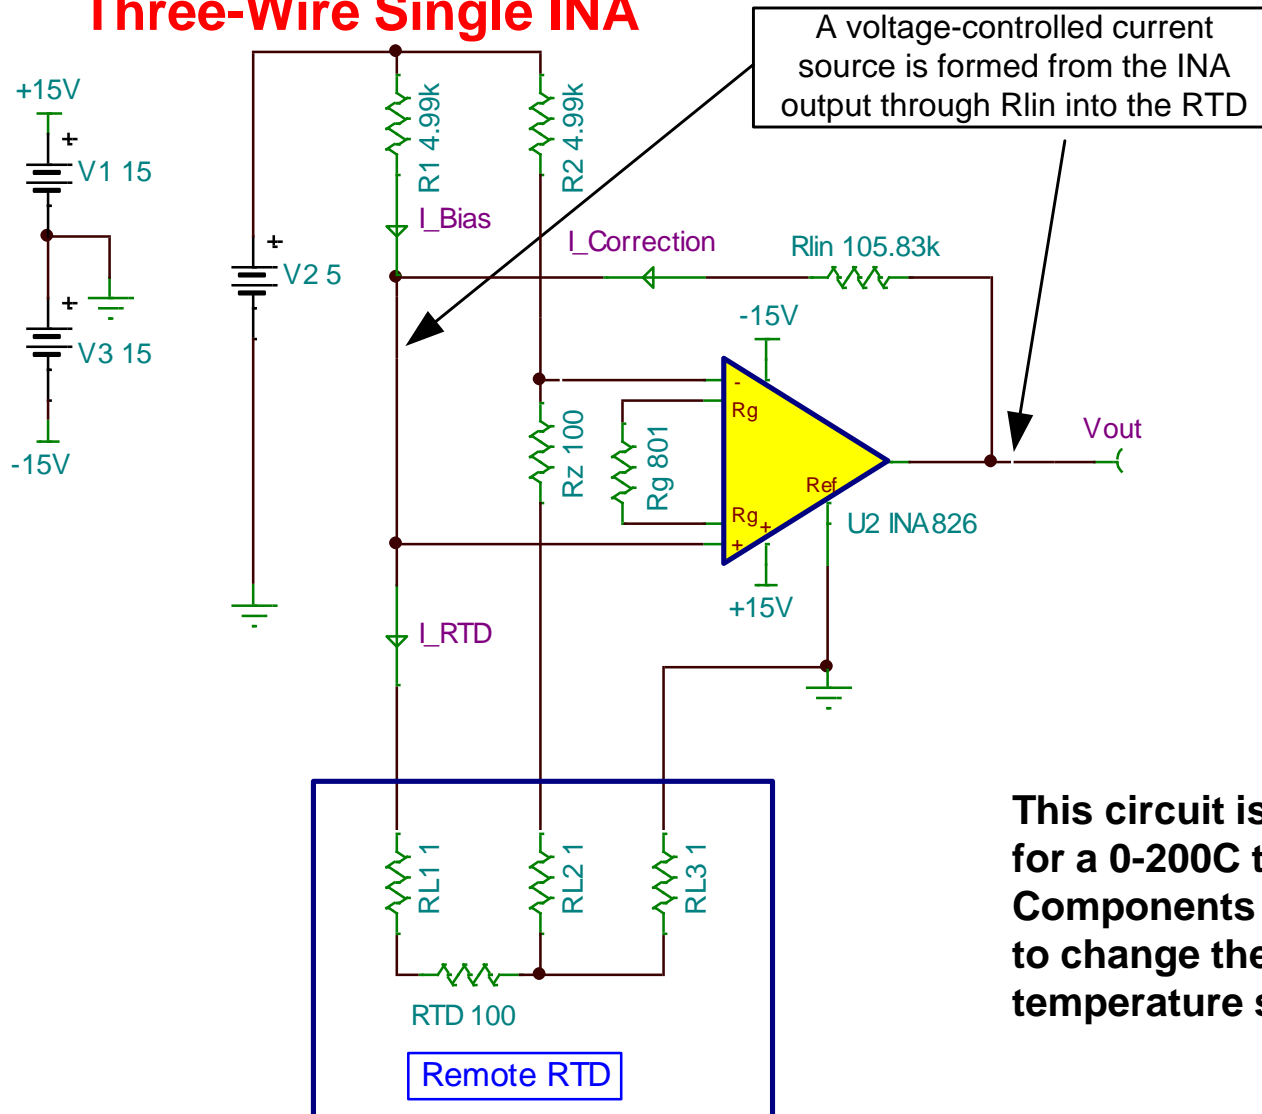 Three-Wire Single INA
A voltage-controlled current
source is formed from the INA
output through Rlin into the RTD
+15V
+
V1 15
+
V3 15
-15V
+
V2 5
R1 4.99k
R2 4.99k
I_Bias
I_Correction
Rlin 105.83k
-15V
-
Rg
Rg 801
Rz 100
Ref
Rg
+
+
U2 INA826
+15V
Vout
I_RTD
RL1 1
RL2 1
RL3 1
RTD 100
Remote RTD
This circuit is
for a 0-200C t
Components
to change the
temperature s